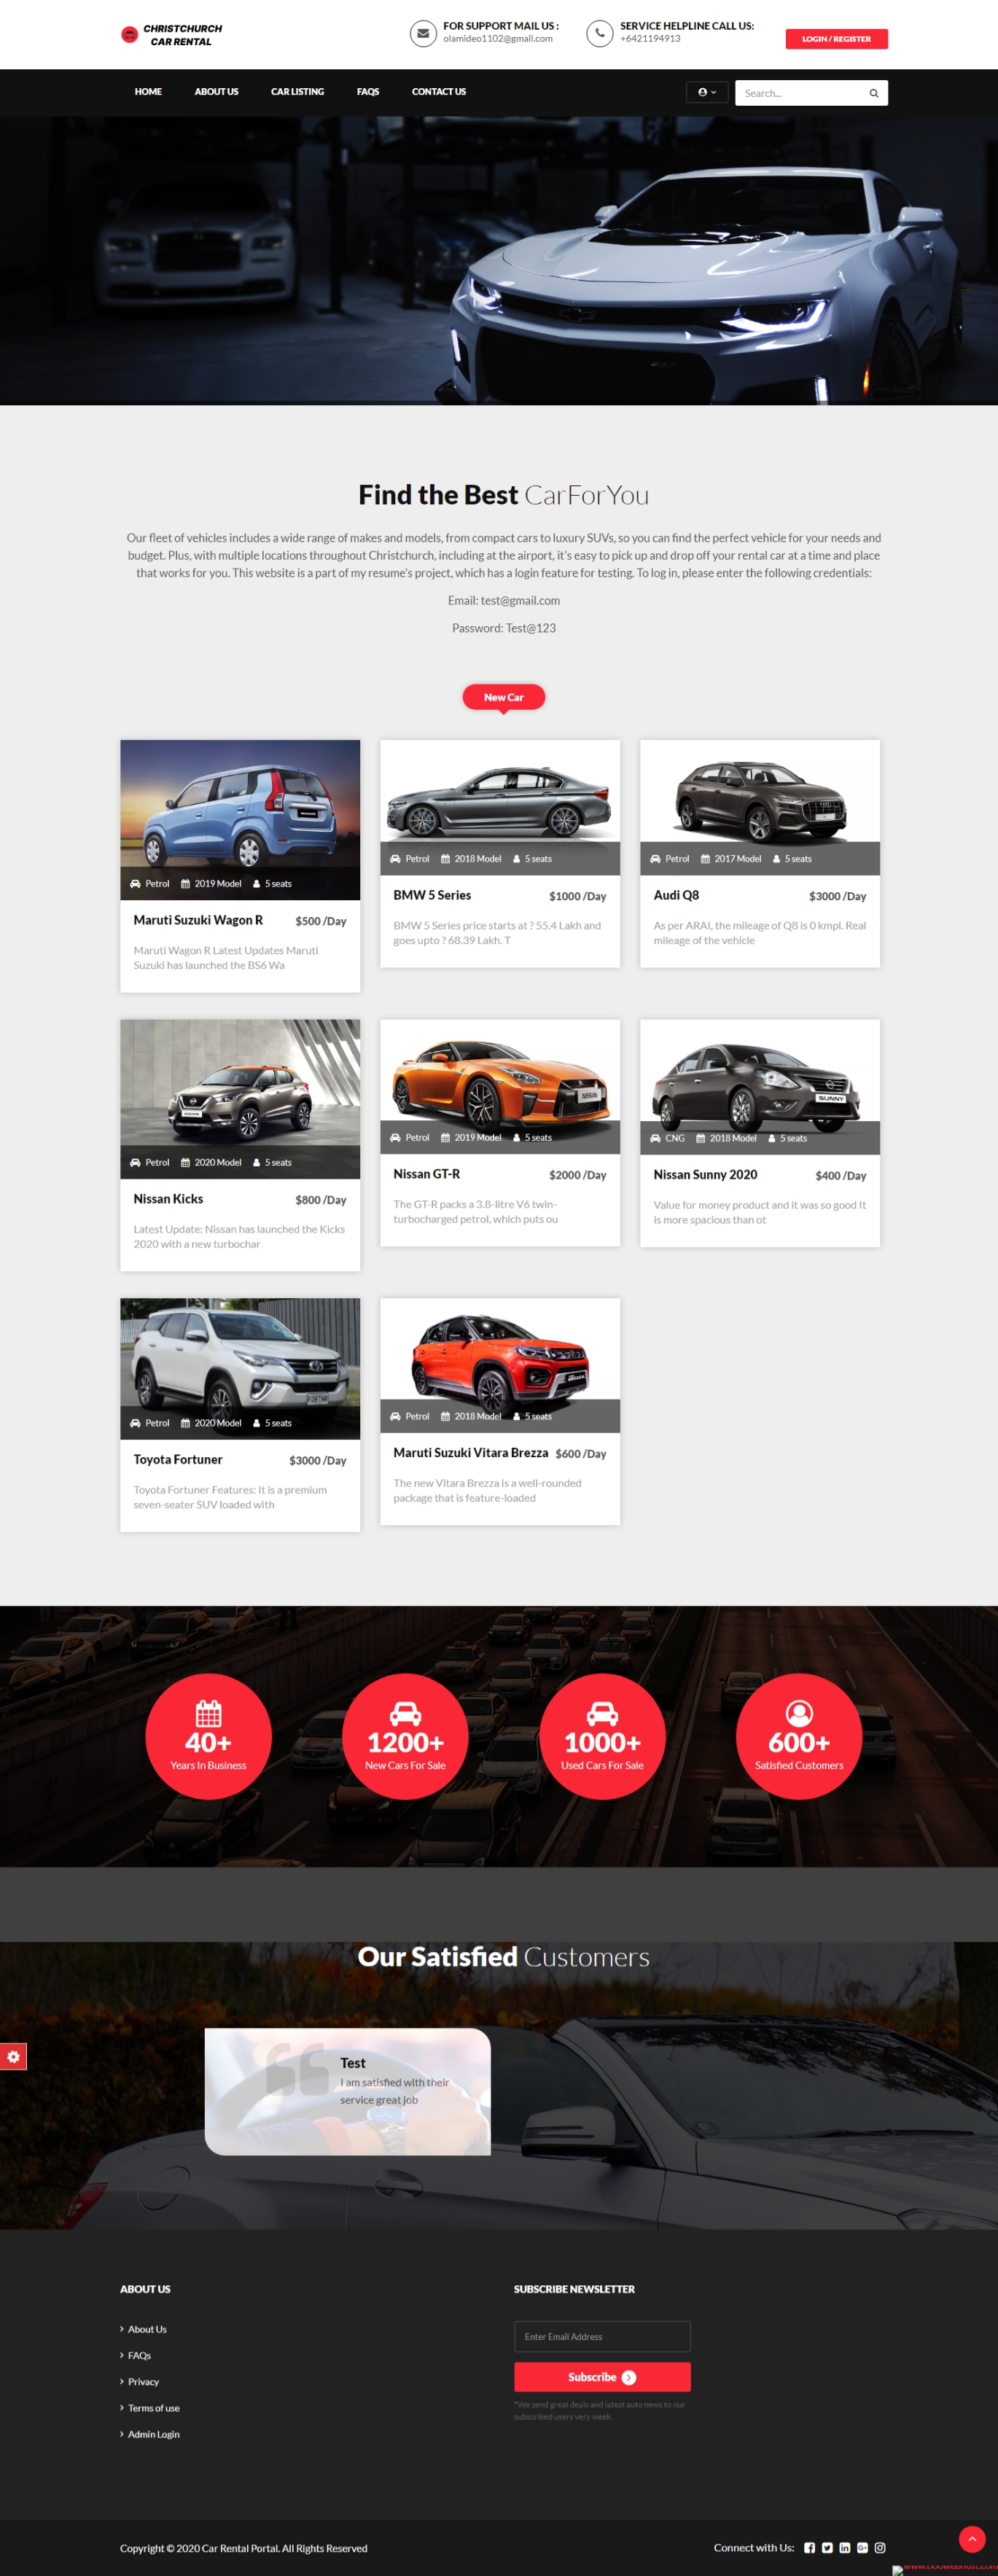 CHRISTCHURCH
CAR RENTAL
FOR SUPPORT MAIL US :
olamideo1102@gmail.com
SERVICE HELPLINE CALL US:
+6421194913
LOGIN / REGISTER
HOME ABOUT US CAR LISTING FAQS CONTACT US
Search...
Find the Best CarForYou
Our fleet of vehicles includes a wide range of makes and models, from compact cars to luxury SUVs, so you can find the perfect vehicle for your needs and
budget. Plus, with multiple locations throughout Christchurch, including at the airport, it's easy to pick up and drop off your rental car at a time and place
that works for you. This website is a part of my resume's project, which has a login feature for testing. To log in, please enter the following credentials:
Email: test@gmail.com
Password: Test@123
New Car
Petrol 2019 Model 5 seats
Maruti Suzuki Wagon R $500 /Day
Maruti Wagon R Latest Updates Maruti
Suzuki has launched the BS6 Wa
Petrol 2018 Model 5 seats
BMW 5 Series $1000 /Day
BMW 5 Series price starts at ? 55.4 Lakh and
goes upto ? 68.39 Lakh. T
Petrol 2017 Model 5 seats
Audi Q8 $3000 /Day
As per ARAI, the mileage of Q8 is 0 kmpl. Real
mileage of the vehicle
Petrol 2020 Model 5 seats
Nissan Kicks $800 /Day
Latest Update: Nissan has launched the Kicks
2020 with a new turbochar
NISSAN
Petrol 2019 Model 5 seats
Nissan GT-R $2000 /Day
The GT-R packs a 3.8-litre V6 twin-
turbocharged petrol, which puts ou
SUNNY
CNG 2018 Model 5 seats
Nissan Sunny 2020 $400 /Day
Value for money product and it was so good It
is more spacious than ot
FORTNR
Petrol 2020 Model 5 seats
Toyota Fortuner $3000 /Day
Toyota Fortuner Features: It is a premium
seven-seater SUV loaded with
Petrol 2018 Model 5 seats
Maruti Suzuki Vitara Brezza $600 /Day
The new Vitara Brezza is a well-rounded
package that is feature-loaded
40+
Years In Business
1200+
New Cars For Sale
1000+
Used Cars For Sale
600+
Satisfied Customers
Our Satisfied Customers
Test
I am satisfied with their
service great job
ABOUT US
About Us
FAQs
Privacy
Terms of use
Admin Login
SUBSCRIBE NEWSLETTER
Enter Email Address
Subscribe
*We send great deals and latest auto news to our
subscribed users very week.
Copyright © 2020 Car Rental Portal. All Rights Reserved
Connect with Us:
www.000webhost.com